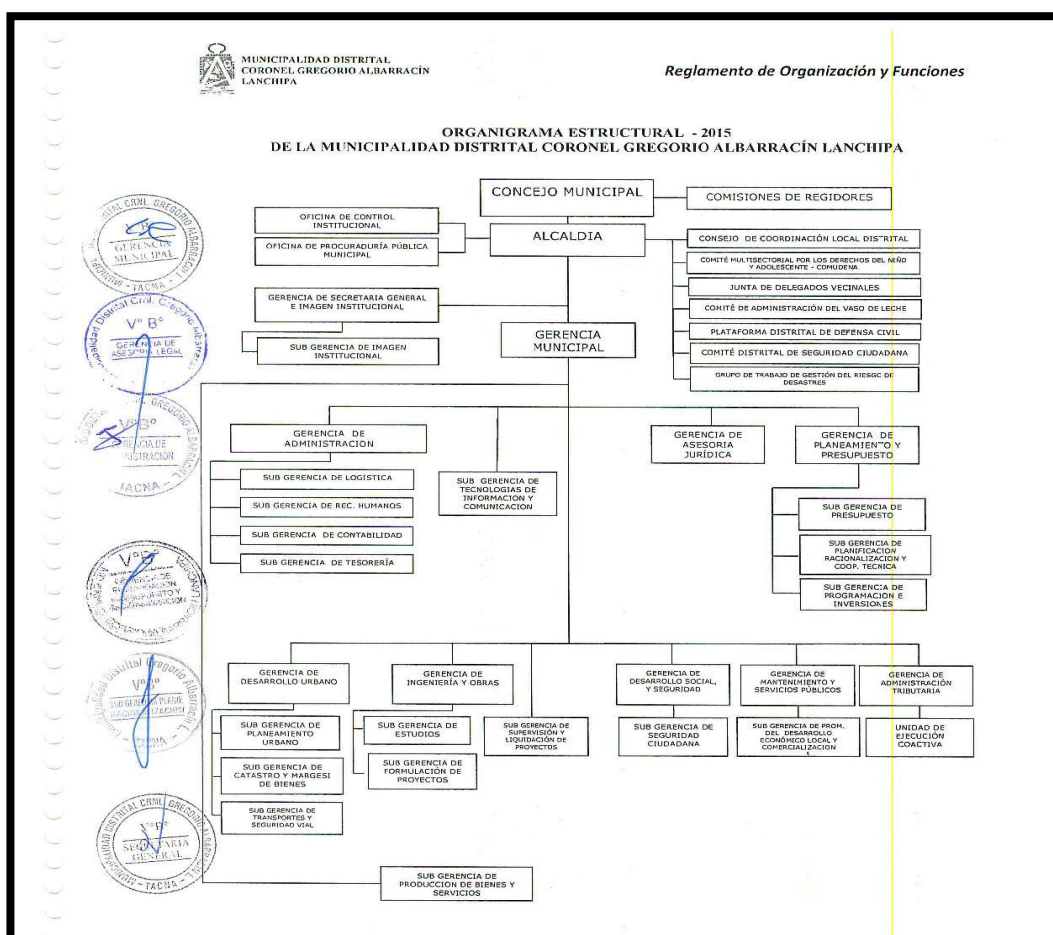 MUNICIPALIDAD DISTRITAL
CORONEL GREGORIO ALBARRACÍN
LANCHIPA
Reglamento de Organización y Funciones
ORGANIGRAMA ESTRUCTURAL - 2015
DE LA MUNICIPALIDAD DISTRITAL CORONEL GREGORIO ALBARRACÍN LANCHIPA
CONCEJO MUNICIPAL
COMISIONES DE REGIDORES
OFICINA DE CONTROL
INSTITUCIONAL
OFICINA DE PROCURADURÍA PÚBLICA
MUNICIPAL
ALCALDIA
CONSEJO DE COORDINACIÓN LOCAL DISTRITAL
COMITÉ MULTISECTORIAL POR LOS DERECHOS DEL NIÑO
Y ADOLESCENTE - COMUDENA
JUNTA DE DELEGADOS VECINALES
COMITÉ DE ADMINISTRACIÓN DEL VASO DE LECHE
PLATAFORMA DISTRITAL DE DEFENSA CIVIL
COMITÉ DISTRITAL DE SEGURIDAD CIUDADANA
GRUPO DE TRABAJO DE GESTIÓN DEL RIESGO DE
DESASTRES
GERENCIA DE SECRETARIA GENERAL
E IMAGEN INSTITUCIONAL
SUB GERENCIA DE IMAGEN
INSTITUCIONAL
GERENCIA
MUNICIPAL
GERENCIA DE
ADMINISTRACION
SUB GERENCIA DE LOGISTICA
SUB GERENCIA DE REC. HUMANOS
SUB GERENCIA DE CONTABILIDAD
SUB GERENCIA DE TESORERÍA
SUB GERENCIA DE
TECNOLOGIAS DE
INFORMACION Y
COMUNICACION
GERENCIA DE
ASESORIA
JURÍDICA
GERENCIA DE
PLANEAMIENTO Y
PRESUPUESTO
SUB GERENCIA DE
PRESUPUESTO
SUB GERENCIA DE
PLANIFICACION
RACIONALIZACION Y
COOP. TECNICA
SUB GERENCIA DE
PROGRAMACION E
INVERSIONES
GERENCIA DE
DESARROLLO URBANO
SUB GERENCIA DE
PLANEAMIENTO
URBANO
SUB GERENCIA DE
CATASTRO Y MARGESI
DE BIENES
SUB GERENCIA DE
TRANSPORTES Y
SEGURIDAD VIAL
GERENCIA DE
INGENIERÍA Y OBRAS
SUB GERENCIA DE
ESTUDIOS
SUB GERENCIA DE
FORMULACIÓN DE
PROYECTOS
SUB GERENCIA DE
SUPERVISIÓN Y
LIQUIDACIÓN DE
PROYECTOS
GERENCIA DE
DESARROLLO SOCIAL,
Y SEGURIDAD
SUB GERENCIA DE
SEGURIDAD
CIUDADANA
GERENCIA DE
MANTENIMIENTO Y
SERVICIOS PÚBLICOS
SUB GERENCIA DE PROM.
DEL DESARROLLO
ECONÓMICO LOCAL Y
COMERCIALIZACION
GERENCIA DE
ADMINISTRACIÓN
TRIBUTARIA
UNIDAD DE
EJECUCIÓN
COACTIVA
SUB GERENCIA DE
PRODUCCION DE BIENES Y
SERVICIOS
GERENCIA
MUNICIPAL
- TACNA -
V° B°
GERENCIA DE
ASESORIA LEGAL
V° B°
TACNA -
V° B°
V° B°
TACNA
V° B°
SECRETARIA
GENERAL
- TACNA -